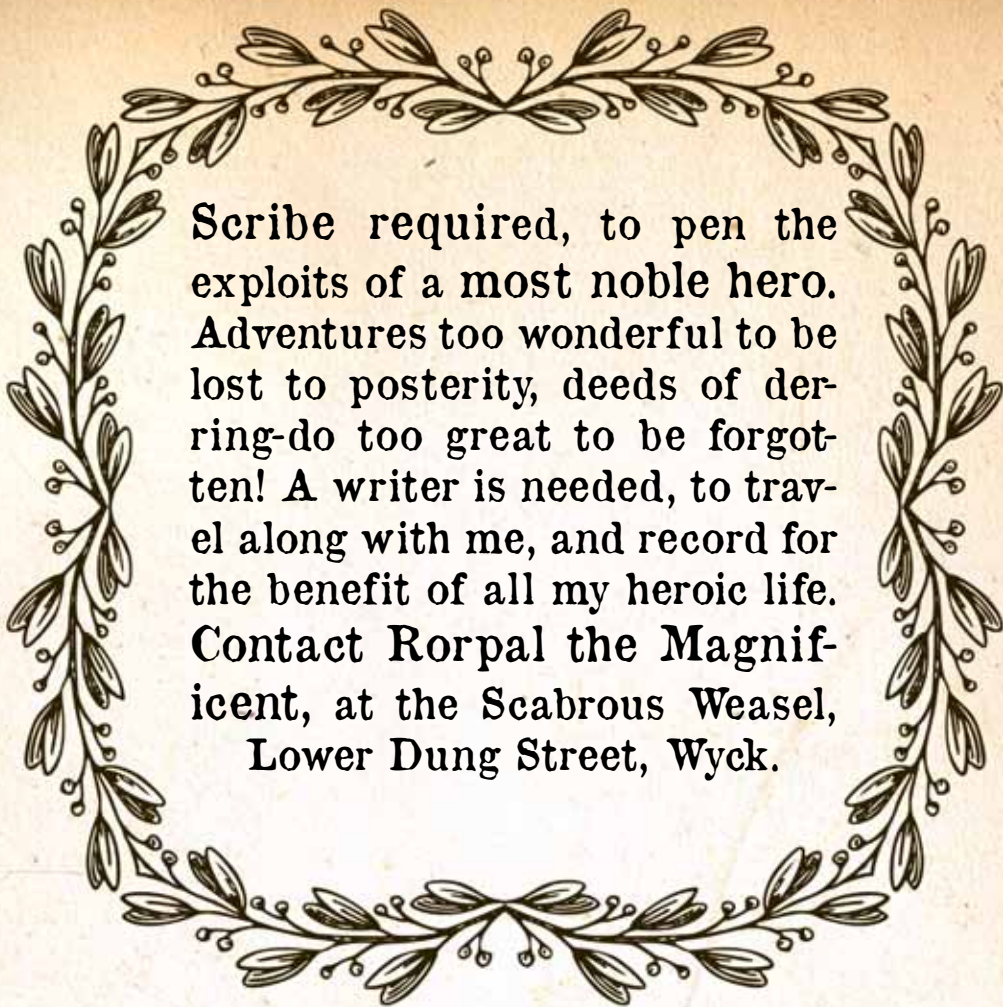 Scribe required, to pen the
exploits of a most noble hero.
Adventures too wonderful to be
lost to posterity, deeds of der-
ring-do too great to be forgot-
ten! A writer is needed, to trav-
el along with me, and record for
the benefit of all my heroic life.
Contact Rorpal the Magnif-
icent, at the Scabrous Weasel,
Lower Dung Street, Wyck.